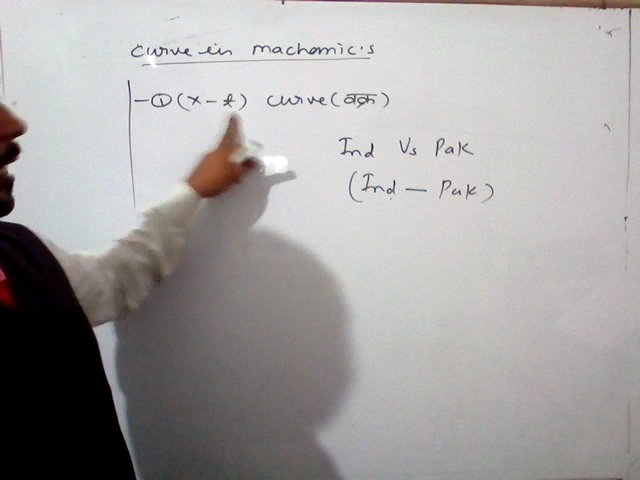 curve in machomic's
- ① (x - t) curve (वक्र)
Ind Vs Pak
(Ind — Pak)